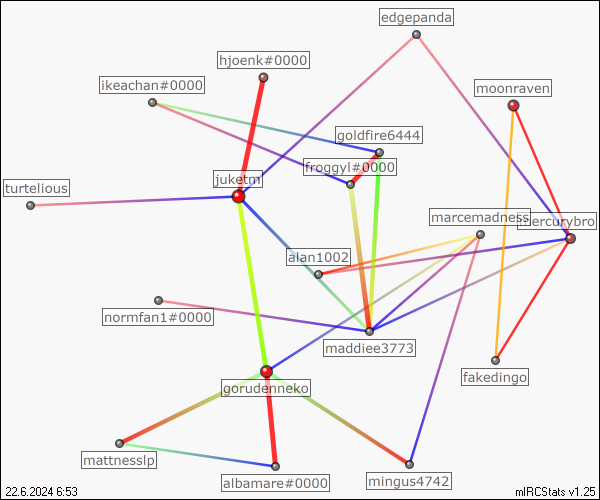 edgepanda
hjoenk#0000
ikeachan#0000
moonraven
goldfire6444
froggyl#0000
juketm
turtelious
marcemadness
mercurybro
alan1002
normfan1#0000
maddiee3773
fakedingo
gorudenneko
mattnesslp
albamare#0000
mingus4742
22.6.2024 6:53
mIRCStats v1.25